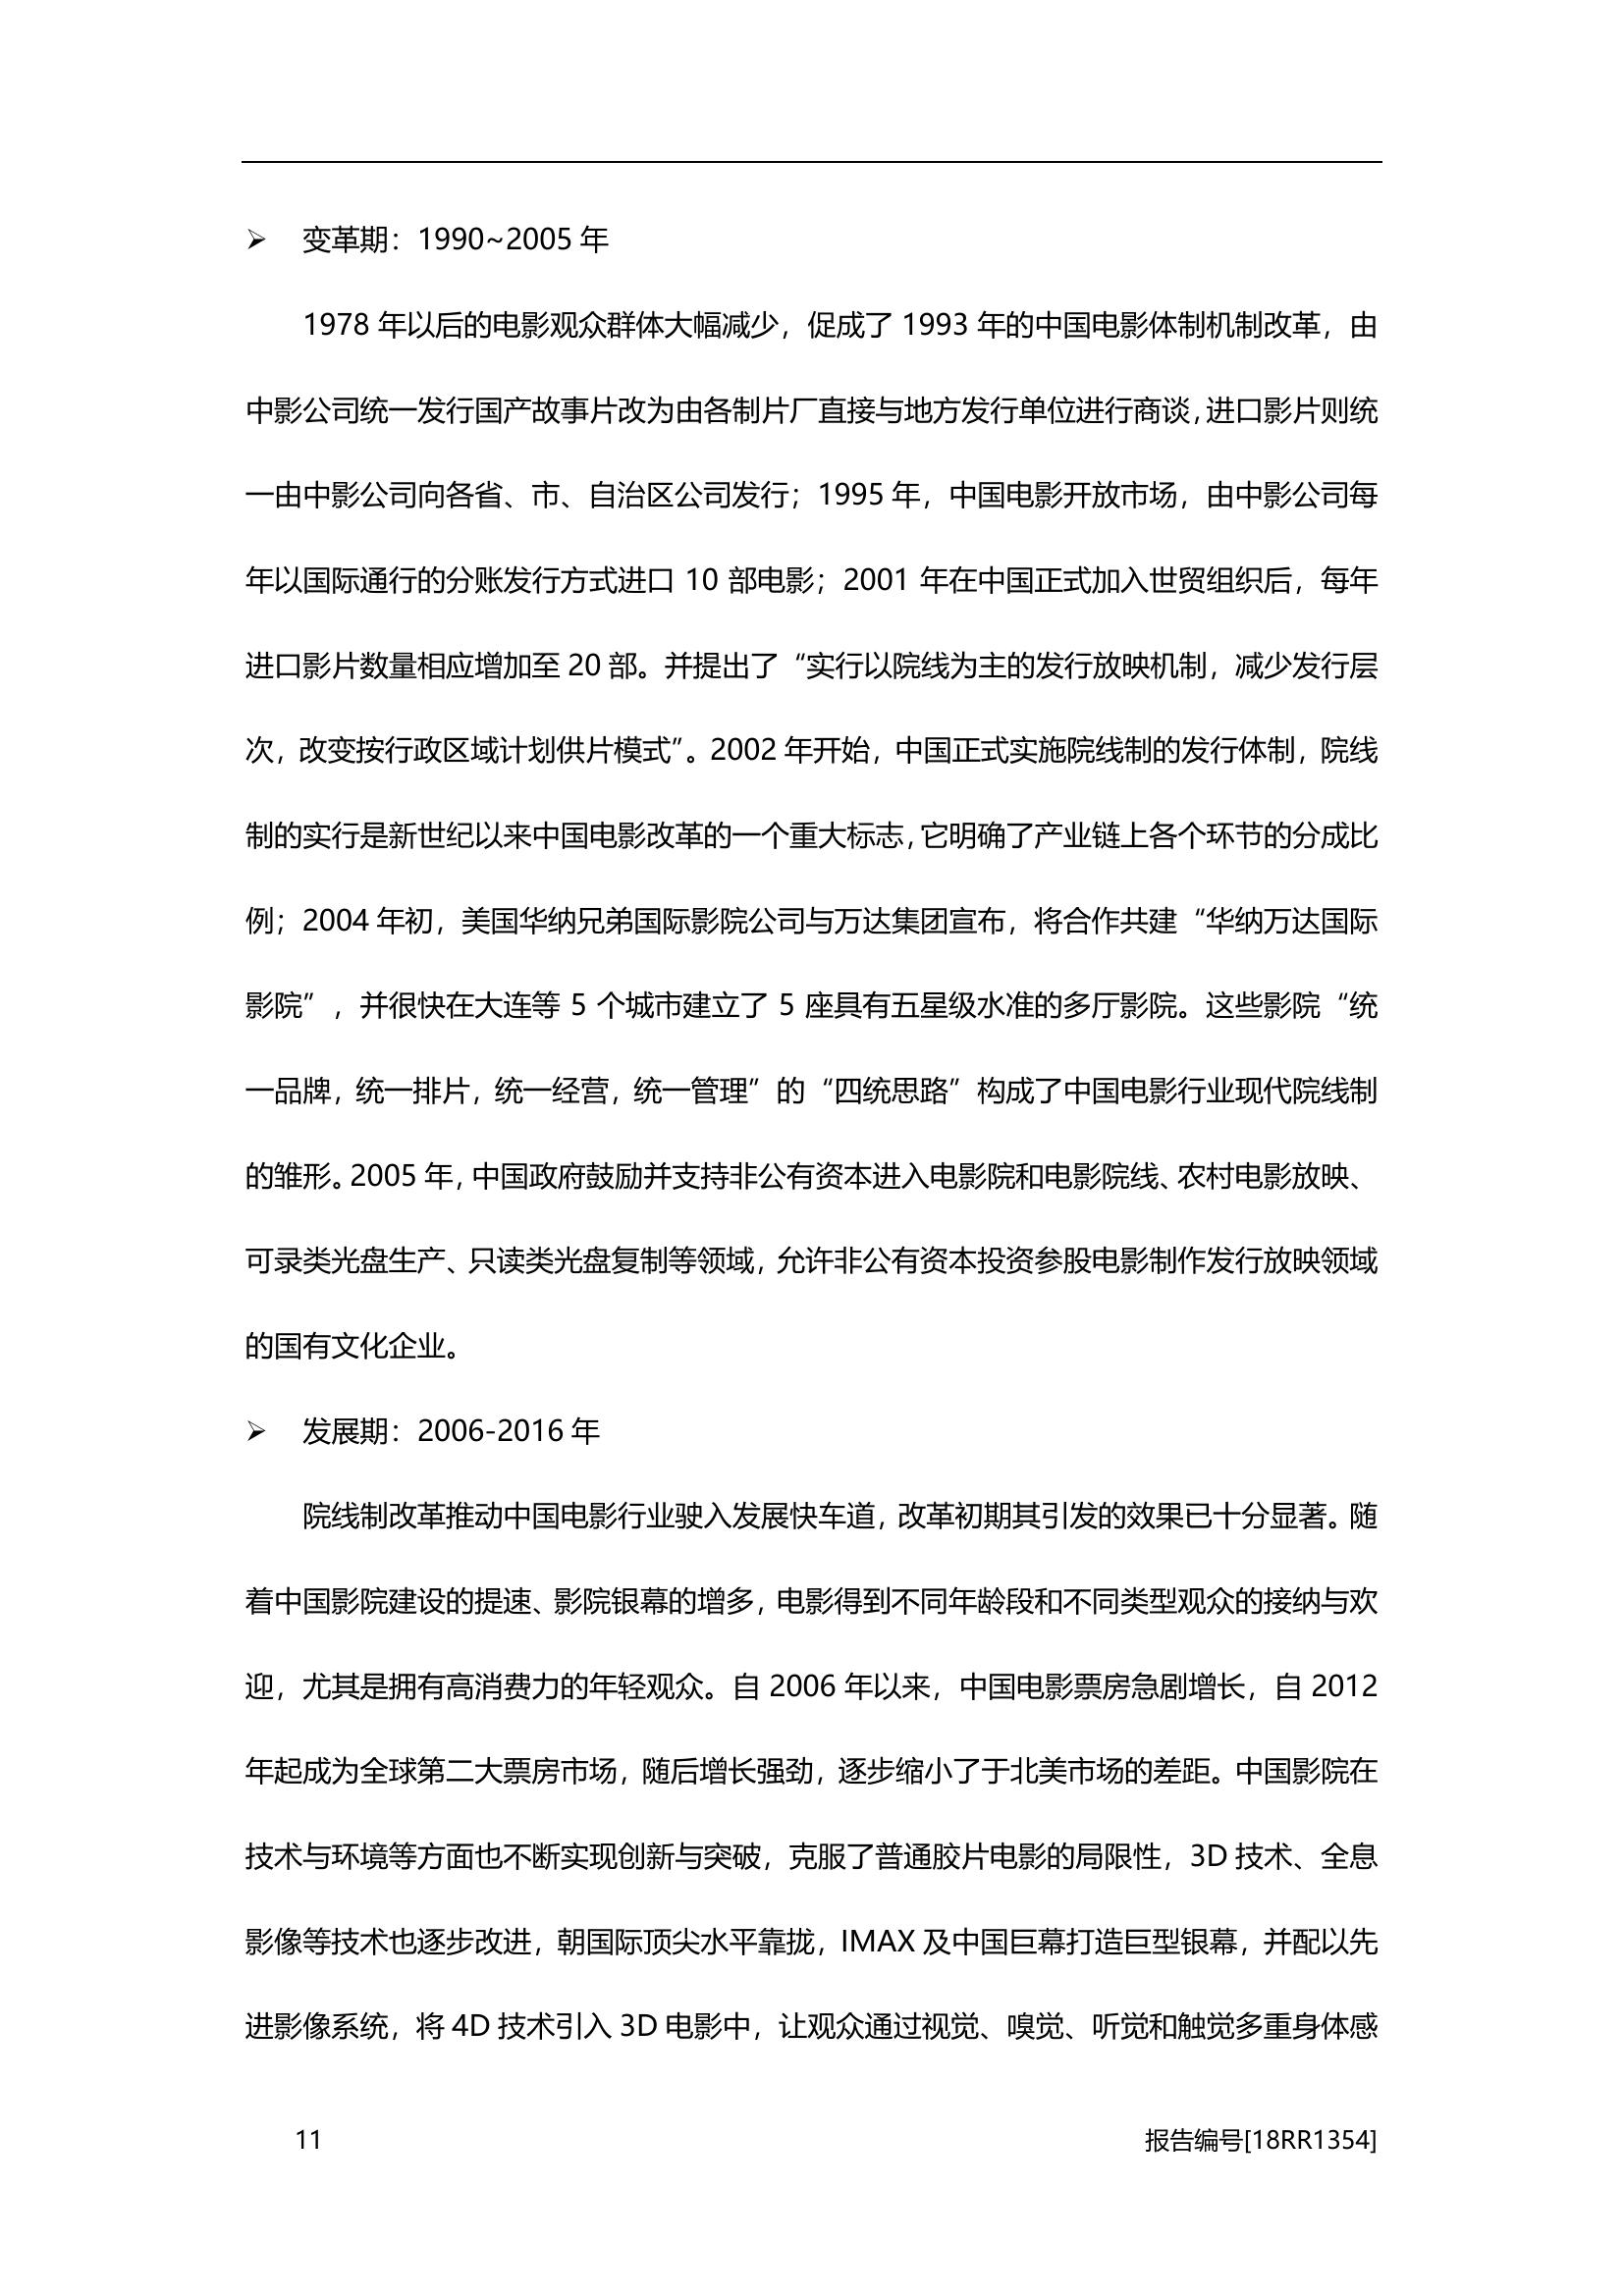 ➢ 变革期：1990~2005 年
1978 年以后的电影观众群体大幅减少，促成了 1993 年的中国电影体制机制改革，由
中影公司统一发行国产故事片改为由各制片厂直接与地方发行单位进行商谈，进口影片则统
一由中影公司向各省、市、自治区公司发行；1995 年，中国电影开放市场，由中影公司每
年以国际通行的分账发行方式进口 10 部电影；2001 年在中国正式加入世贸组织后，每年
进口影片数量相应增加至 20 部。并提出了“实行以院线为主的发行放映机制，减少发行层
次，改变按行政区域计划供片模式”。2002 年开始，中国正式实施院线制的发行体制，院线
制的实行是新世纪以来中国电影改革的一个重大标志，它明确了产业链上各个环节的分成比
例；2004 年初，美国华纳兄弟国际影院公司与万达集团宣布，将合作共建“华纳万达国际
影院”，并很快在大连等 5 个城市建立了 5 座具有五星级水准的多厅影院。这些影院“统
一品牌，统一排片，统一经营，统一管理”的“四统思路”构成了中国电影行业现代院线制
的雏形。2005 年，中国政府鼓励并支持非公有资本进入电影院和电影院线、农村电影放映、
可录类光盘生产、只读类光盘复制等领域，允许非公有资本投资参股电影制作发行放映领域
的国有文化企业。
➢ 发展期：2006-2016 年
院线制改革推动中国电影行业驶入发展快车道，改革初期其引发的效果已十分显著。随
着中国影院建设的提速、影院银幕的增多，电影得到不同年龄段和不同类型观众的接纳与欢
迎，尤其是拥有高消费力的年轻观众。自 2006 年以来，中国电影票房急剧增长，自 2012
年起成为全球第二大票房市场，随后增长强劲，逐步缩小了于北美市场的差距。中国影院在
技术与环境等方面也不断实现创新与突破，克服了普通胶片电影的局限性，3D 技术、全息
影像等技术也逐步改进，朝国际顶尖水平靠拢，IMAX 及中国巨幕打造巨型银幕，并配以先
进影像系统，将 4D 技术引入 3D 电影中，让观众通过视觉、嗅觉、听觉和触觉多重身体感
11 报告编号[18RR1354]